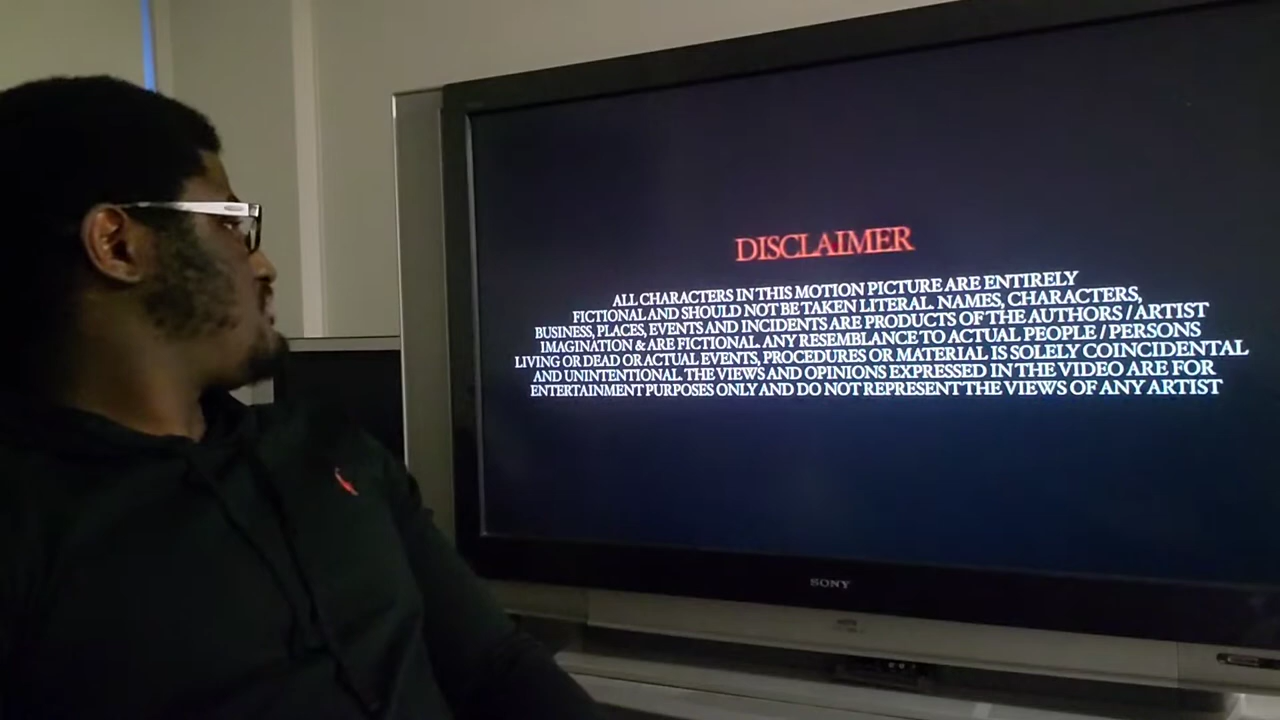 DISCLAIMER
ALL CHARACTERS IN THIS MOTION PICTURE ARE ENTIRELY
FICTIONAL AND SHOULD NOT BE TAKEN LITERAL. NAMES, CHARACTERS,
BUSINESS, PLACES, EVENTS AND INCIDENTS ARE PRODUCTS OF THE AUTHORS / ARTIST
IMAGINATION & ARE FICTIONAL. ANY RESEMBLANCE TO ACTUAL PEOPLE / PERSONS
LIVING OR DEAD OR ACTUAL EVENTS, PROCEDURES OR MATERIAL IS SOLELY COINCIDENTAL
AND UNINTENTIONAL. THE VIEWS AND OPINIONS EXPRESSED IN THE VIDEO ARE FOR
ENTERTAINMENT PURPOSES ONLY AND DO NOT REPRESENT THE VIEWS OF ANY ARTIST
SONY